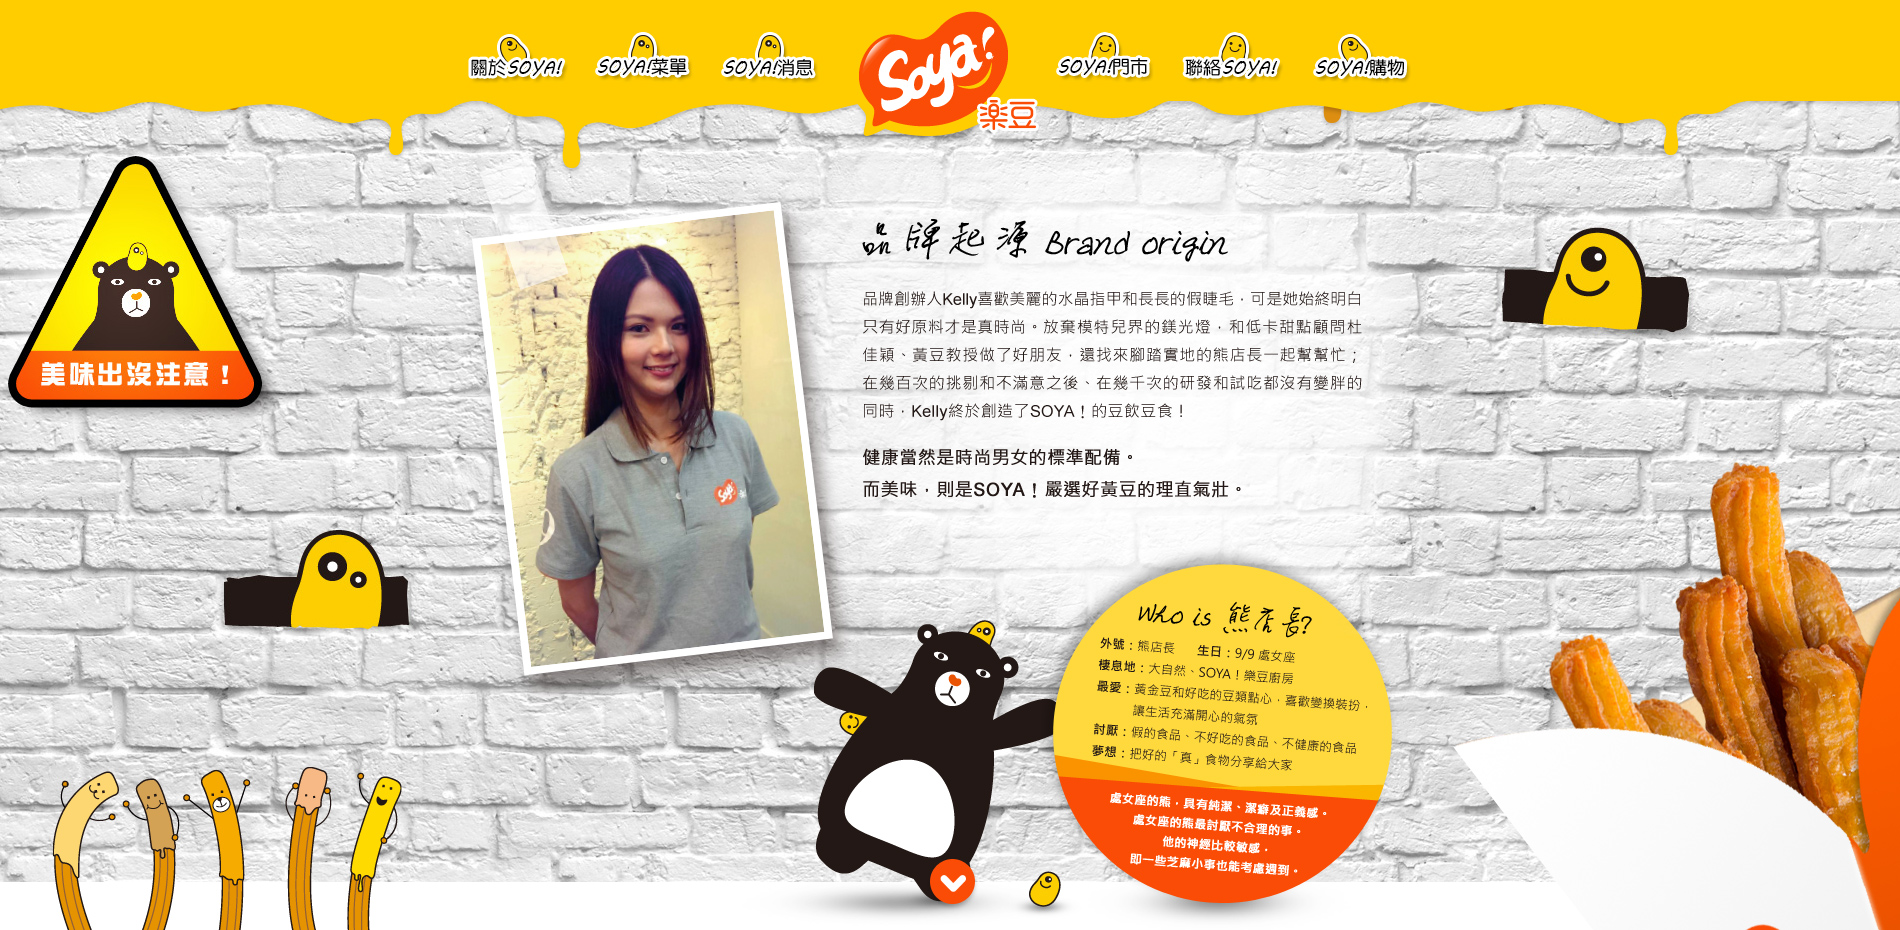 關於SOYA!
SOYA!菜單
SOYA!消息
Soya!
楽豆
SOYA!門市
聯絡SOYA!
SOYA!購物
美味出沒注意！
品牌起源 Brand origin
品牌創辦人Kelly喜歡美麗的水晶指甲和長長的假睫毛，可是她始終明白
只有好原料才是真時尚。放棄模特兒界的鎂光燈，和低卡甜點顧問杜
佳穎、黃豆教授做了好朋友，還找來腳踏實地的熊店長一起幫幫忙；
在幾百次的挑剔和不滿意之後、在幾千次的研發和試吃都沒有變胖的
同時，Kelly終於創造了SOYA！的豆飲豆食！
健康當然是時尚男女的標準配備。
而美味，則是SOYA！嚴選好黃豆的理直氣壯。
Soya!
Who is 熊店長?
外號：熊店長 生日：9/9 處女座
棲息地：大自然、SOYA！樂豆廚房
最愛：黃金豆和好吃的豆類點心，喜歡變換裝扮，
讓生活充滿開心的氣氛
討厭：假的食品、不好吃的食品、不健康的食品
夢想：把好的「真」食物分享給大家
處女座的熊，具有純潔、潔癖及正義感。
處女座的熊最討厭不合理的事。
他的神經比較敏感，
即一些芝麻小事也能考慮週到。